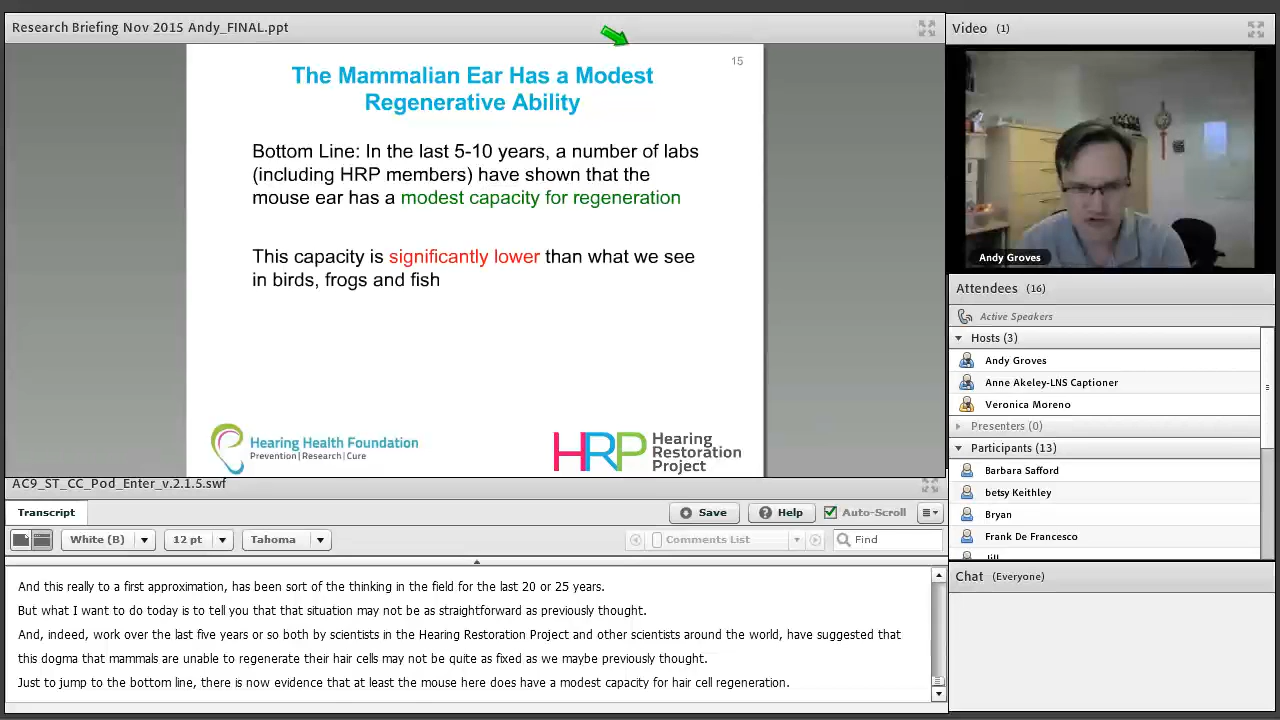 Research Briefing Nov 2015 Andy_FINAL.ppt
15
The Mammalian Ear Has a Modest
Regenerative Ability
Bottom Line: In the last 5-10 years, a number of labs
(including HRP members) have shown that the
mouse ear has a modest capacity for regeneration
This capacity is significantly lower than what we see
in birds, frogs and fish
Hearing Health Foundation
Prevention|Research|Cure
HRP Hearing
Restoration
Project
Video (1)
Andy Groves
Attendees (16)
Active Speakers
Hosts (3)
Andy Groves
Anne Akeley-LNS Captioner
Veronica Moreno
Presenters (0)
Participants (13)
Barbara Safford
betsy Keithley
Bryan
Frank De Francesco
Jill
Chat (Everyone)
AC9_ST_CC_Pod_Enter_v.2.1.5.swf
Transcript
Save
Help
Auto-Scroll
White (B)
12 pt
Tahoma
Comments List
Find
And this really to a first approximation, has been sort of the thinking in the field for the last 20 or 25 years.
But what I want to do today is to tell you that that situation may not be as straightforward as previously thought.
And, indeed, work over the last five years or so both by scientists in the Hearing Restoration Project and other scientists around the world, have suggested that
this dogma that mammals are unable to regenerate their hair cells may not be quite as fixed as we maybe previously thought.
Just to jump to the bottom line, there is now evidence that at least the mouse here does have a modest capacity for hair cell regeneration.